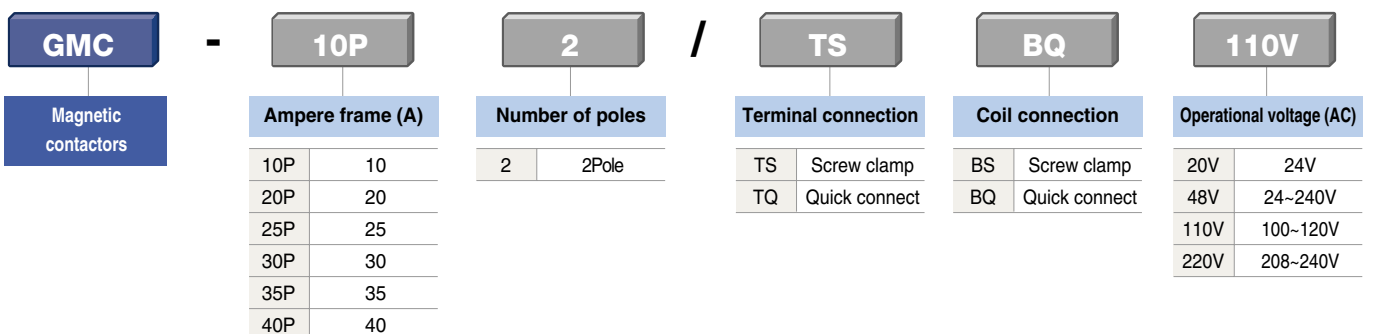 GMC - 10P 2 / TS BQ 110V
Magnetic
contactors
Ampere frame (A)
10P 10
20P 20
25P 25
30P 30
35P 35
40P 40
Number of poles
2 2Pole
Terminal connection
TS Screw clamp
TQ Quick connect
Coil connection
BS Screw clamp
BQ Quick connect
Operational voltage (AC)
20V 24V
48V 24~240V
110V 100~120V
220V 208~240V